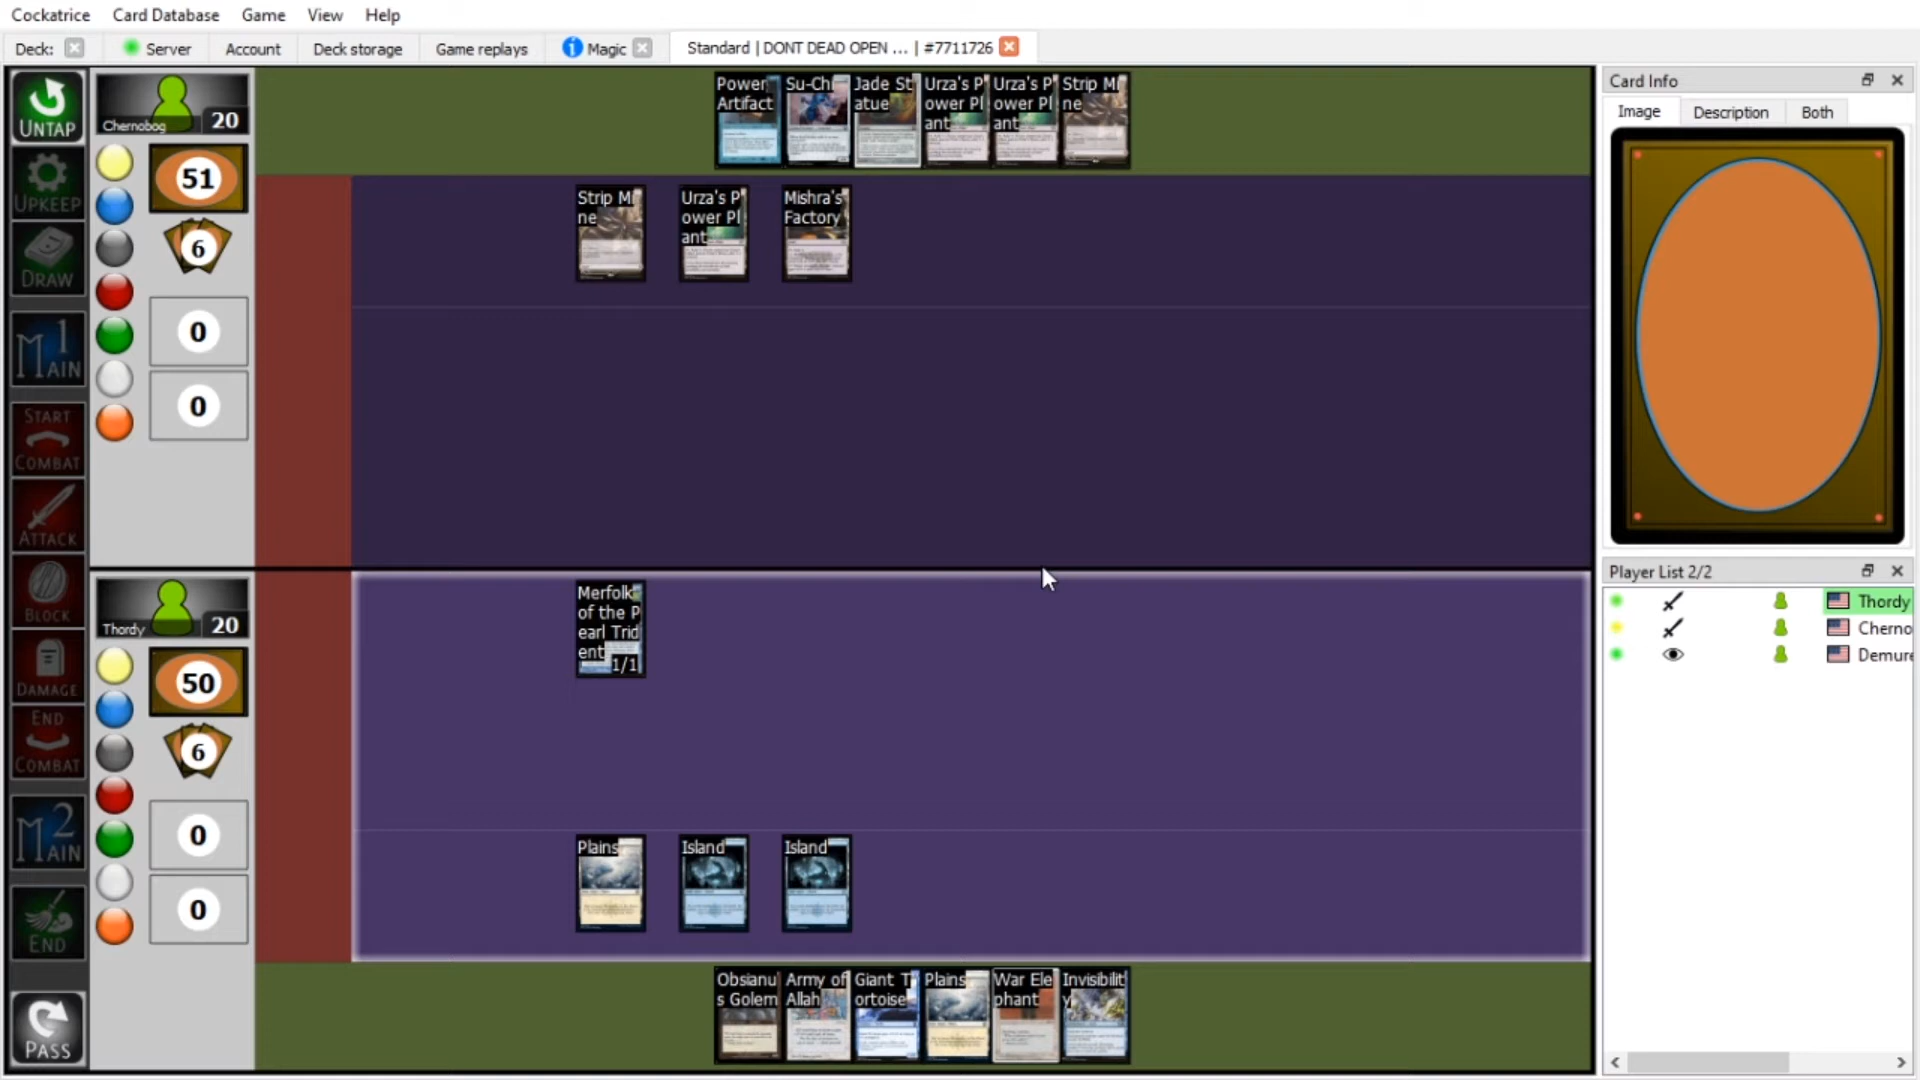 Cockatrice Card Database Game View Help
Deck: Server Account Deck storage Game replays Magic Standard | DONT DEAD OPEN ... | #7711726
UNTAP
UPKEEP
DRAW
1
MAIN
START
COMBAT
ATTACK
BLOCK
DAMAGE
END
COMBAT
2
MAIN
END
PASS
Chernobog 20
51
6
0
0
Power
Artifact
Su-Chi
Jade St
atue
Urza's P
ower Pl
ant
Urza's P
ower Pl
ant
Strip Mi
ne
Strip Mi
ne
Urza's P
ower Pl
ant
Mishra's
Factory
Thordy 20
50
6
0
0
Merfolk
of the P
earl Trid
ent
1/1
Plains
Island
Island
Obsianu
s Golem
Army of
Allah
Giant T
ortoise
Plains
War Ele
phant
Invisibilit
y
Card Info
Image Description Both
Player List 2/2
Thordy
Cherno
Demure